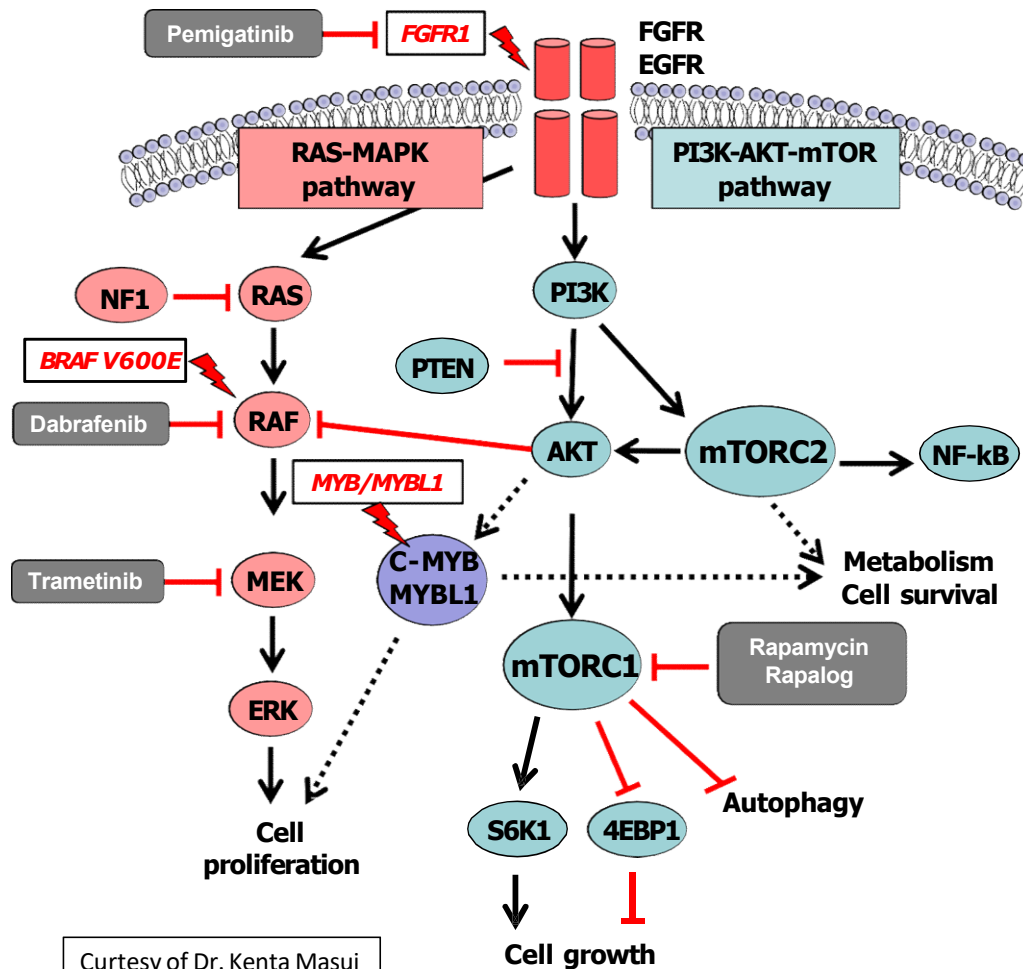 Pemigatinib
FGFR1
FGFR
EGFR
RAS-MAPK
pathway
PI3K-AKT-mTOR
pathway
NF1
RAS
PI3K
BRAF V600E
PTEN
Dabrafenib
RAF
AKT
mTORC2
NF-kB
MYB/MYBL1
Trametinib
MEK
C-MYB
MYBL1
Metabolism
Cell survival
mTORC1
Rapamycin
Rapalog
ERK
Autophagy
S6K1
4EBP1
Cell
proliferation
Cell growth
Curtesy of Dr. Kenta Masui